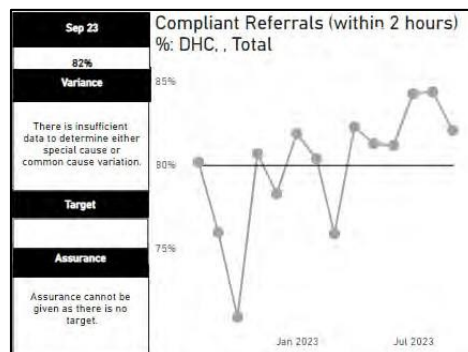 Sep 23
82%
Variance
There is insufficient
data to determine either
special cause or
common cause variation.
Target
Assurance
Assurance cannot be
given as there is no
target.
Compliant Referrals (within 2 hours)
%: DHC, , Total
85%
80%
75%
Jan 2023
Jul 2023